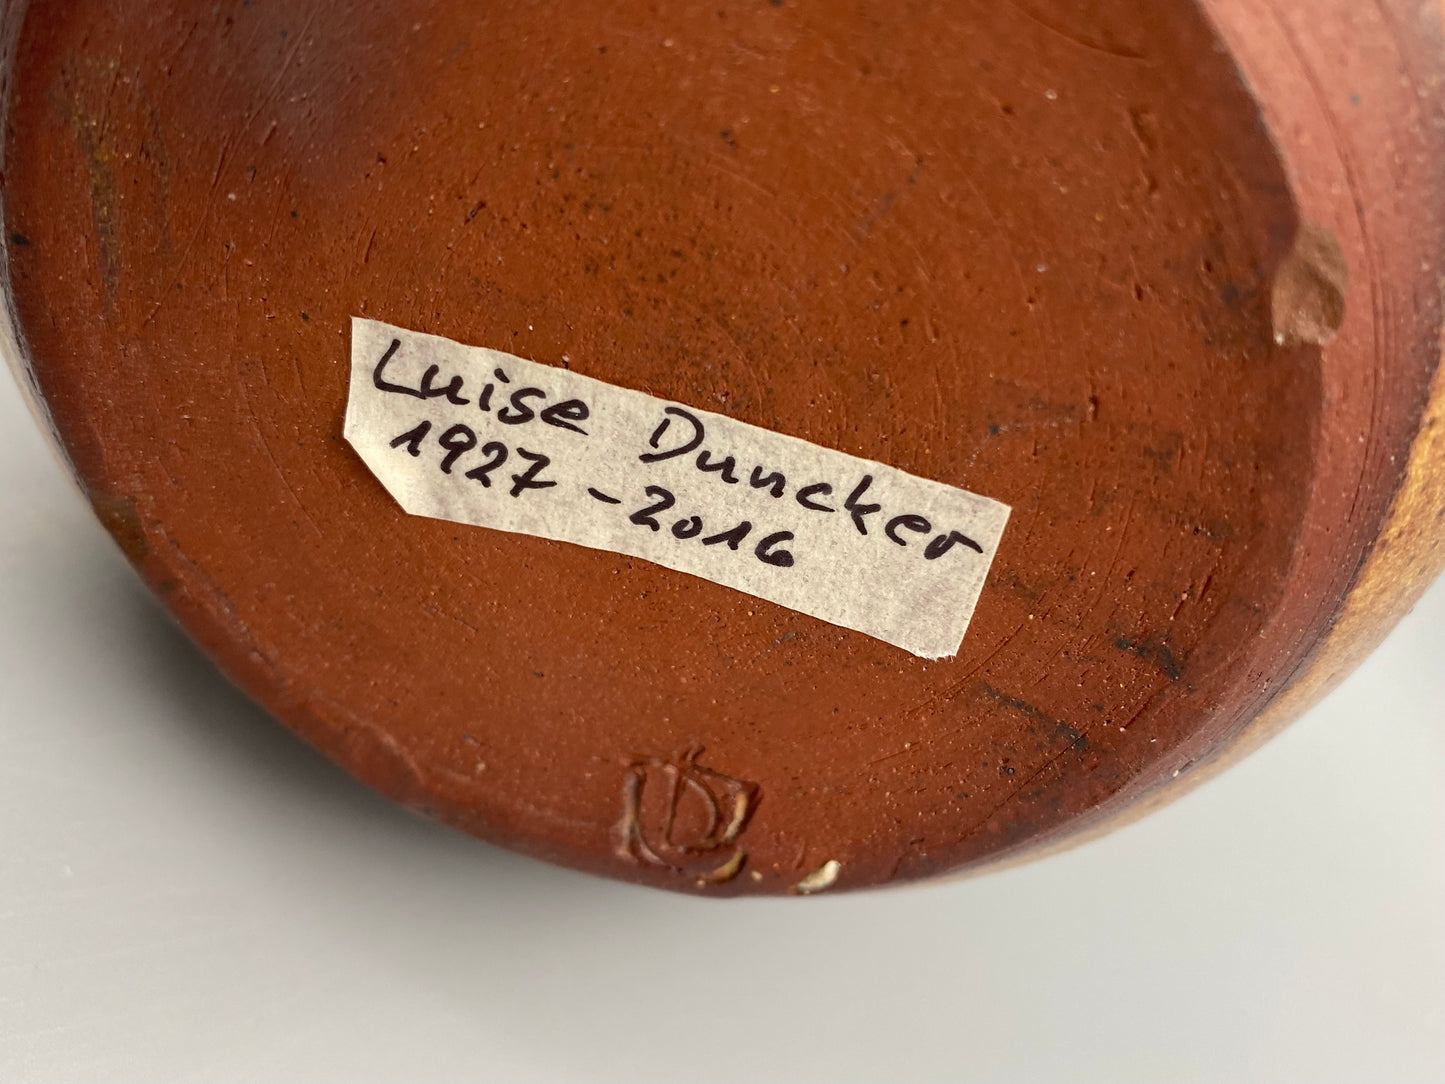 Luise Duncker
1927 - 2016
D